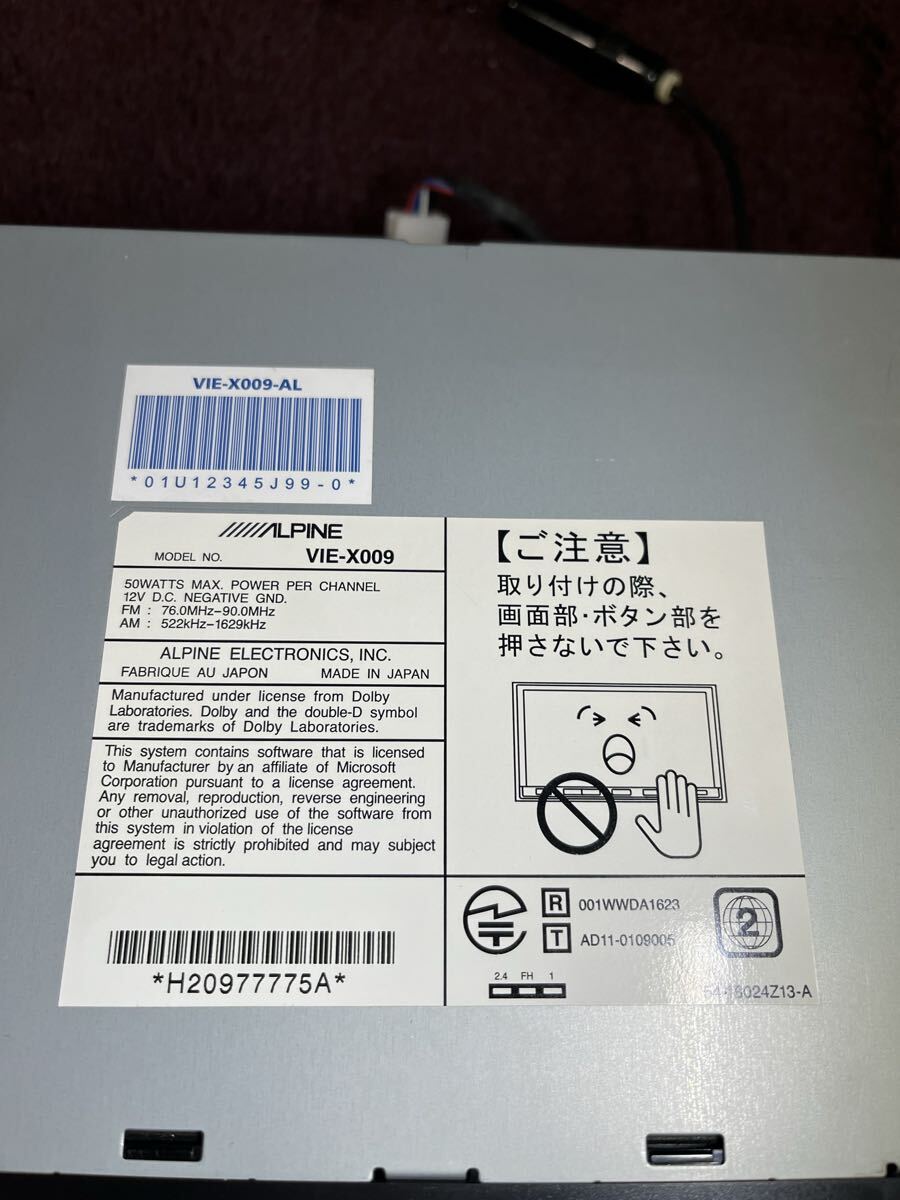 VIE-X009-AL
*01U12345J99-0*
ALPINE
MODEL NO. VIE-X009
50WATTS MAX. POWER PER CHANNEL
12V D.C. NEGATIVE GND.
FM : 76.0MHz-90.0MHz
AM : 522kHz-1629kHz
ALPINE ELECTRONICS, INC.
FABRIQUE AU JAPON MADE IN JAPAN
Manufactured under license from Dolby
Laboratories. Dolby and the double-D symbol
are trademarks of Dolby Laboratories.
This system contains software that is licensed
to Manufacturer by an affiliate of Microsoft
Corporation pursuant to a license agreement.
Any removal, reproduction, reverse engineering
or other unauthorized use of the software from
this system in violation of the license
agreement is strictly prohibited and may subject
you to legal action.
*H20977775A*
【ご注意】
取り付けの際、
画面部・ボタン部を
押さないで下さい。
R 001WWDA1623
T AD11-0109005
2
2.4 FH 1